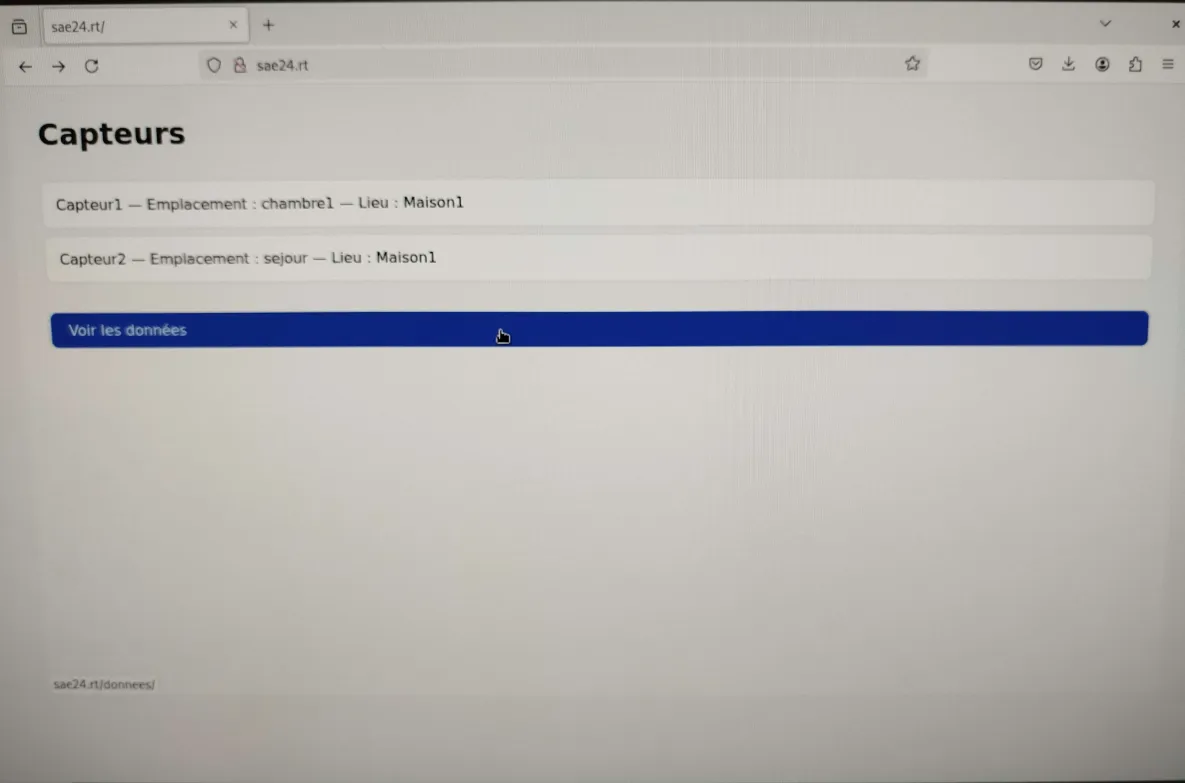 sae24.rt/
sae24.rt
Capteurs
Capteur1 — Emplacement : chambre1 — Lieu : Maison1
Capteur2 — Emplacement : sejour — Lieu : Maison1
Voir les données
sae24.rt/donnees/